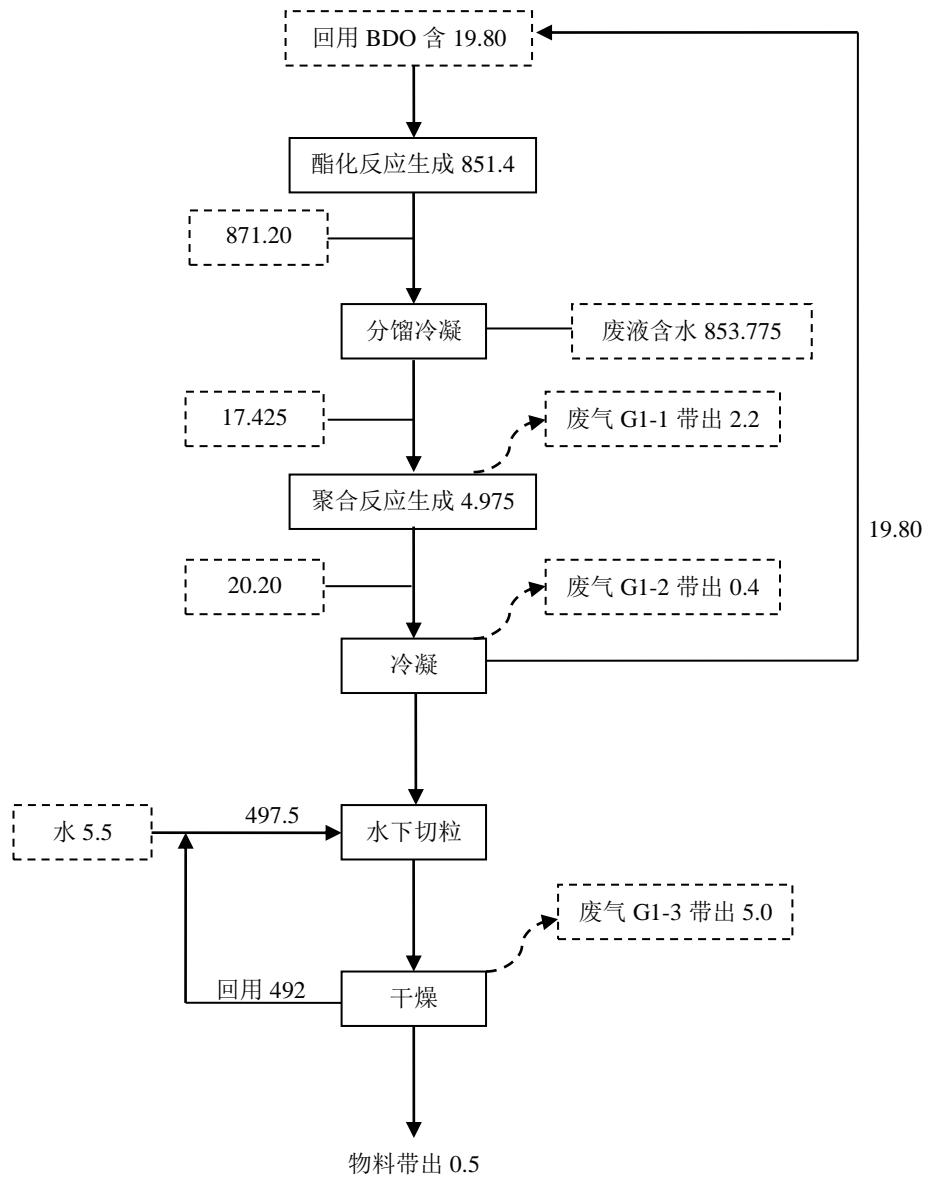 回用 BDO 含 19.80
酯化反应生成 851.4
871.20
分馏冷凝
废液含水 853.775
17.425
废气 G1-1 带出 2.2
聚合反应生成 4.975
19.80
20.20
废气 G1-2 带出 0.4
冷凝
水 5.5
497.5
水下切粒
废气 G1-3 带出 5.0
回用 492
干燥
物料带出 0.5